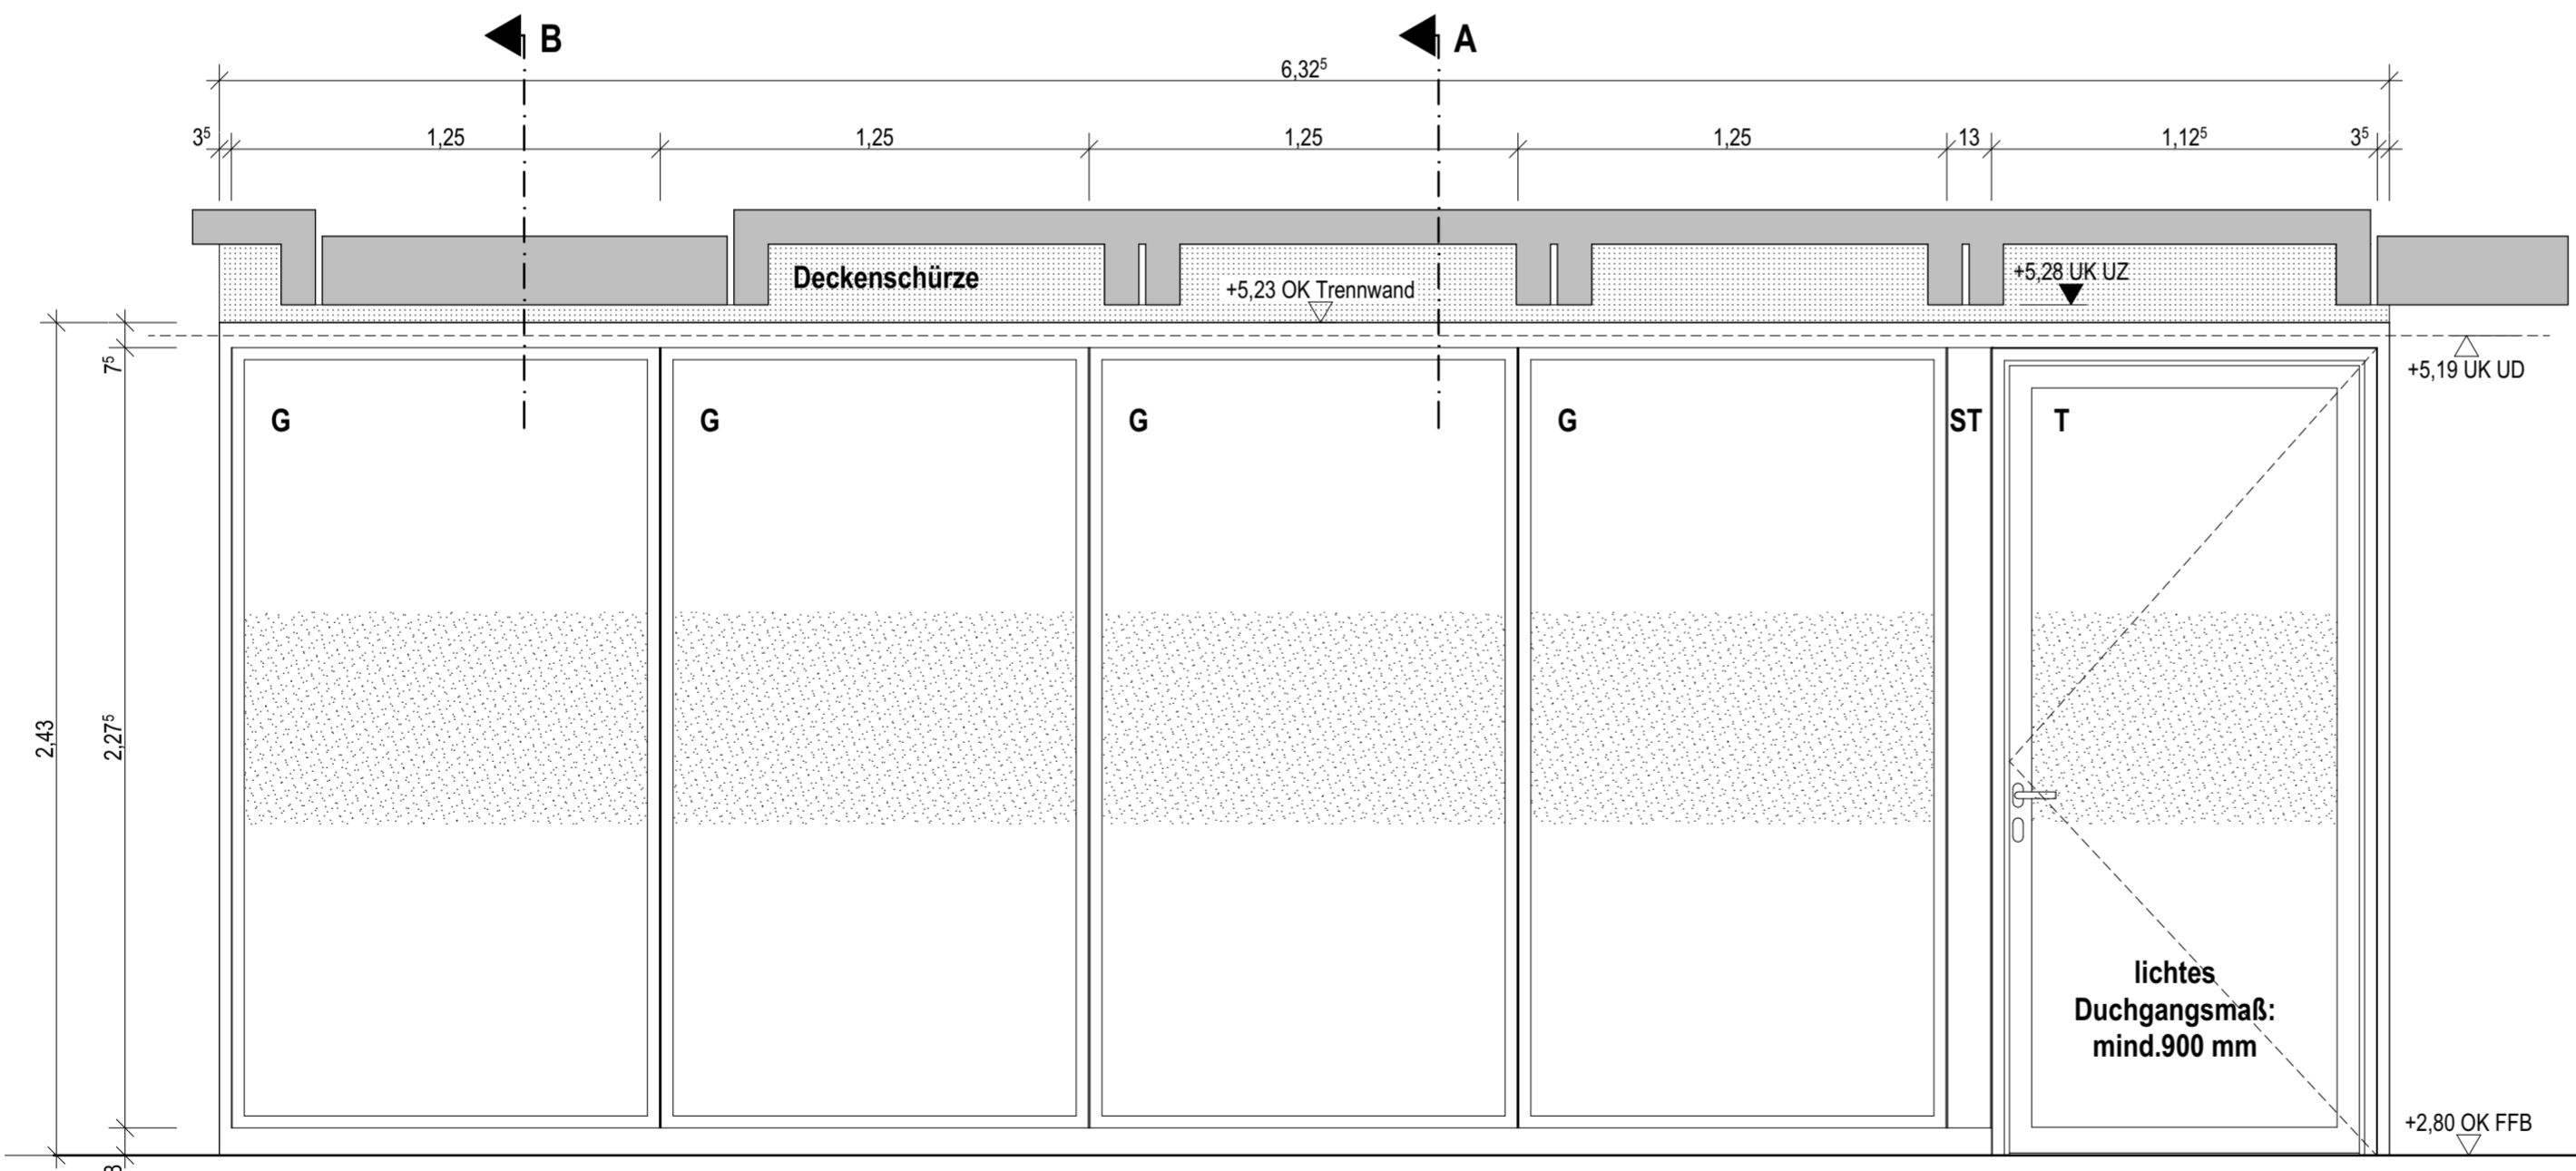 B
A
6,32⁵
3⁵ 1,25 1,25 1,25 1,25 13 1,12⁵ 3⁵
Deckenschürze
+5,28 UK UZ
+5,23 OK Trennwand
7⁵
+5,19 UK UD
G G G G ST T
2,43
2,27⁵
lichtes
Duchgangsmaß:
mind.900 mm
+2,80 OK FFB